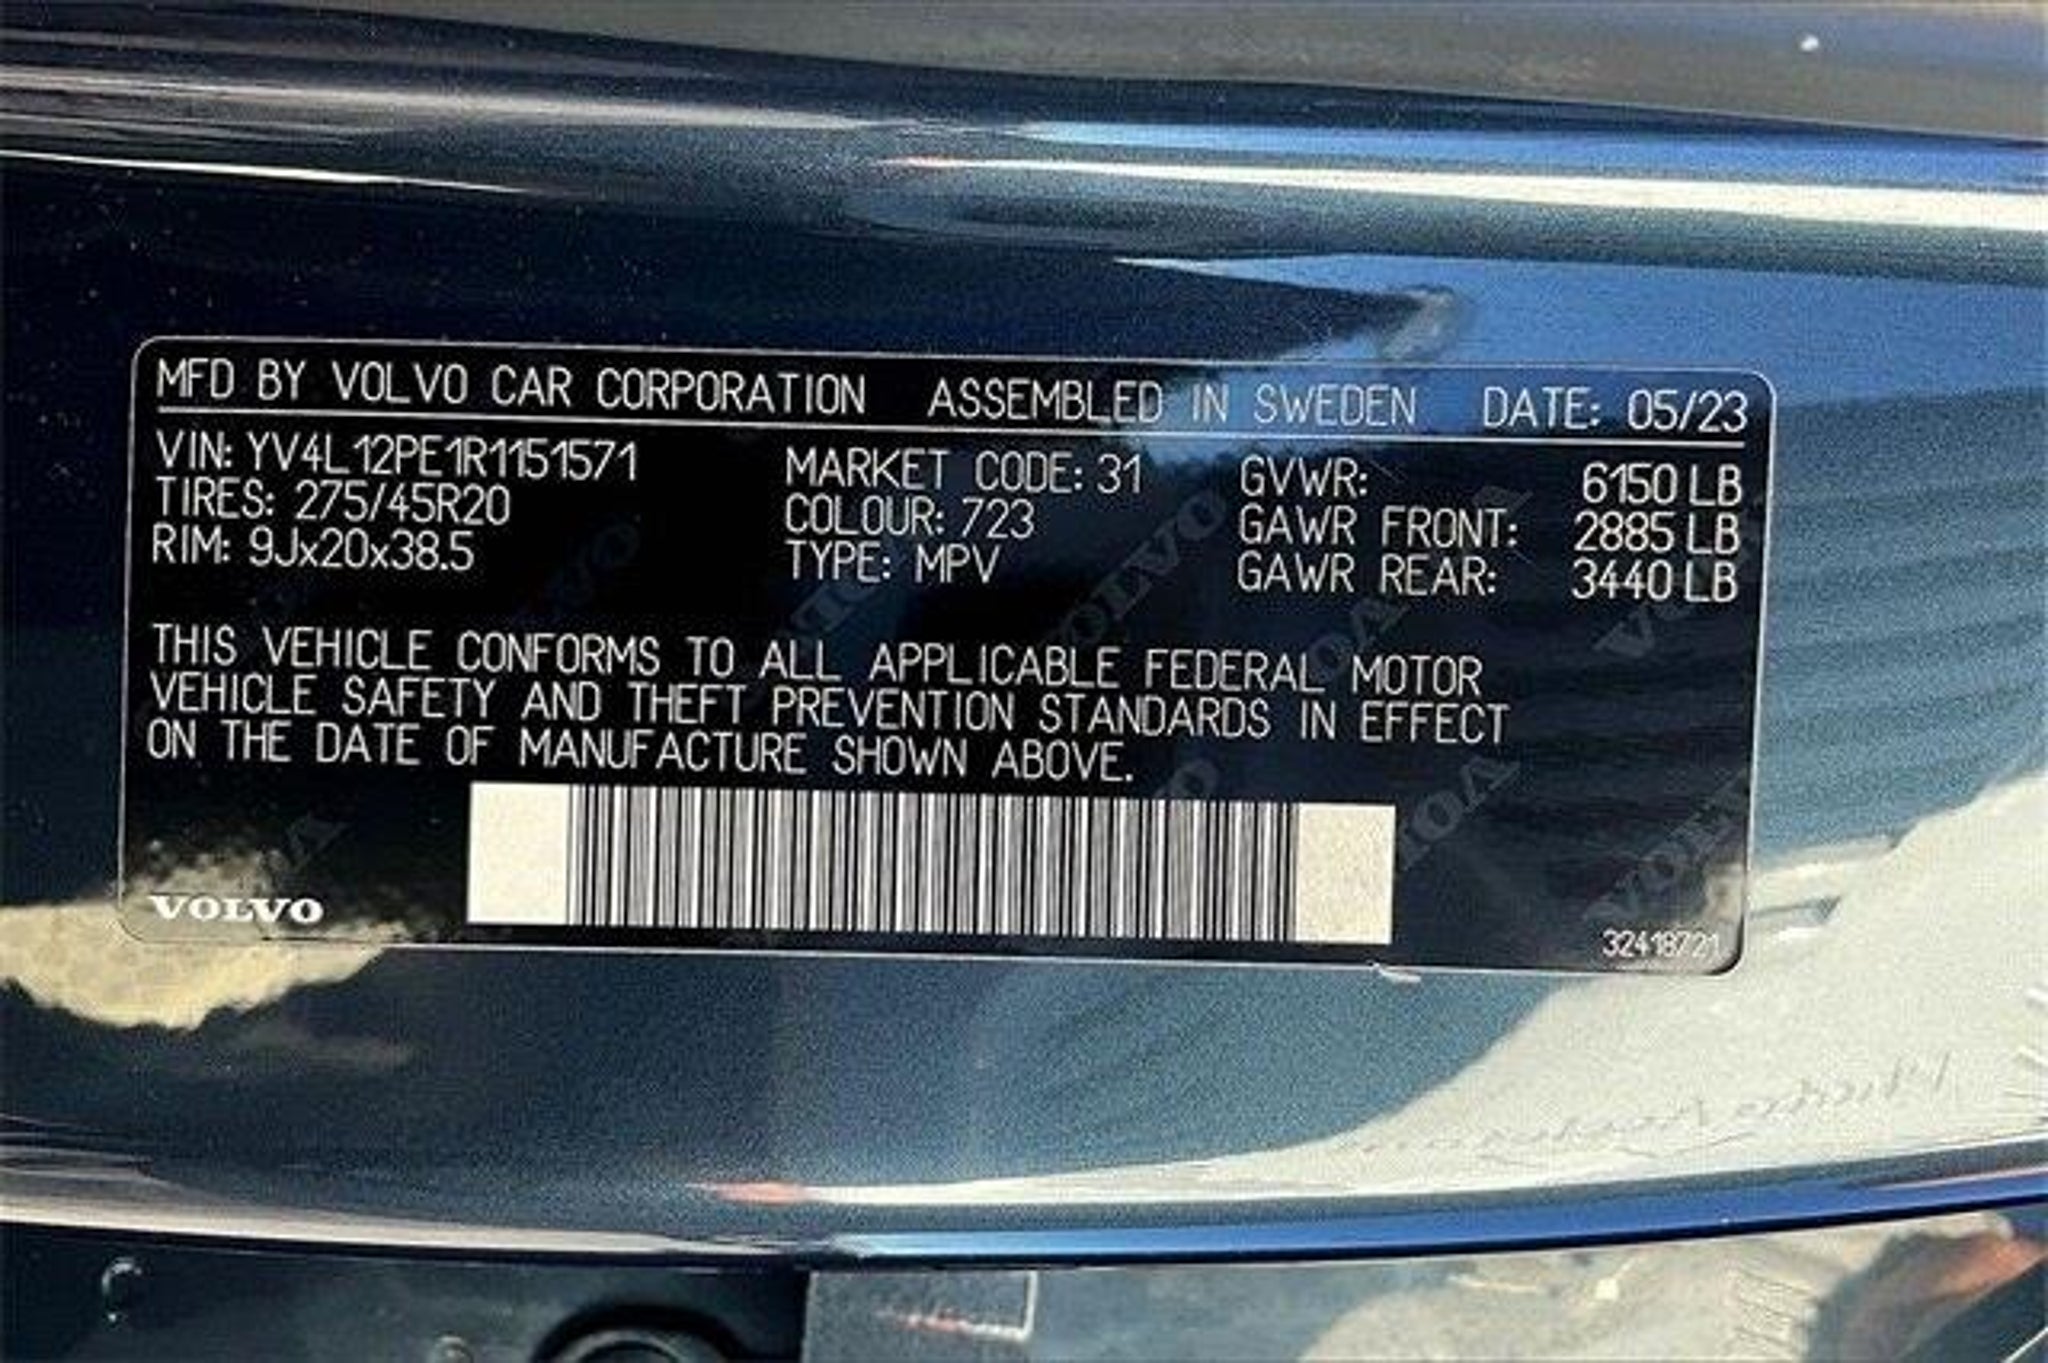 MFD BY VOLVO CAR CORPORATION ASSEMBLED IN SWEDEN DATE: 05/23
VIN: YV4L12PE1R1151571 MARKET CODE: 31 GVWR: 6150 LB
TIRES: 275/45R20 COLOUR: 723 GAWR FRONT: 2885 LB
RIM: 9Jx20x38.5 TYPE: MPV GAWR REAR: 3440 LB
THIS VEHICLE CONFORMS TO ALL APPLICABLE FEDERAL MOTOR
VEHICLE SAFETY AND THEFT PREVENTION STANDARDS IN EFFECT
ON THE DATE OF MANUFACTURE SHOWN ABOVE.
VOLVO
32418721